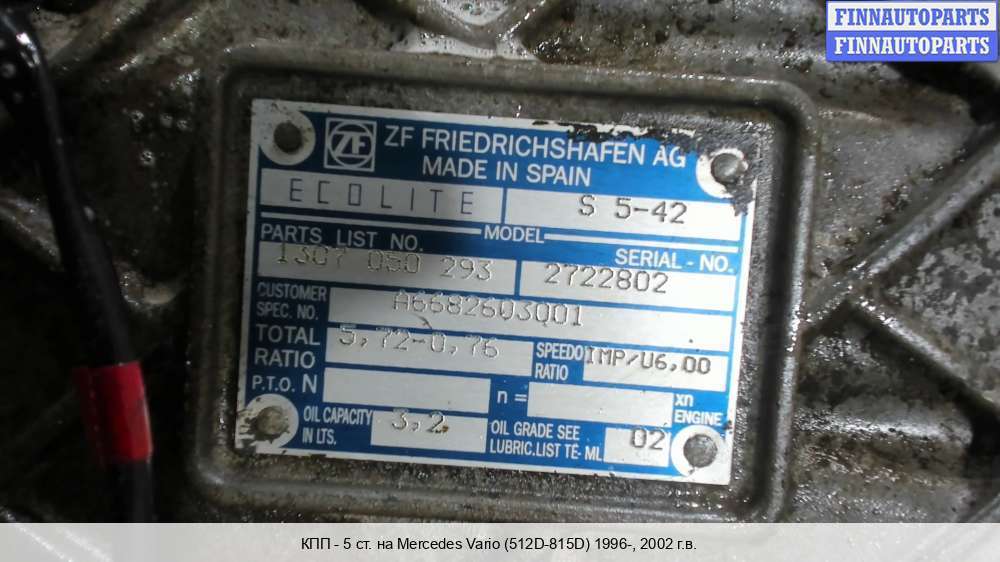 FINNAUTOPARTS
FINNAUTOPARTS
ZF ZF FRIEDRICHSHAFEN AG
MADE IN SPAIN
ECOLITE S 5-42
MODEL
PARTS LIST NO. SERIAL - NO.
1307 050 293 2722802
CUSTOMER SPEC. NO. A6682603001
TOTAL RATIO 5,72-0,76 SPEEDO RATIO IMP/U6,00
P.T.O. N n = xn ENGINE
OIL CAPACITY IN LTS. 3,2 OIL GRADE SEE LUBRIC.LIST TE- ML 02
КПП - 5 ст. на Mercedes Vario (512D-815D) 1996-, 2002 г.в.